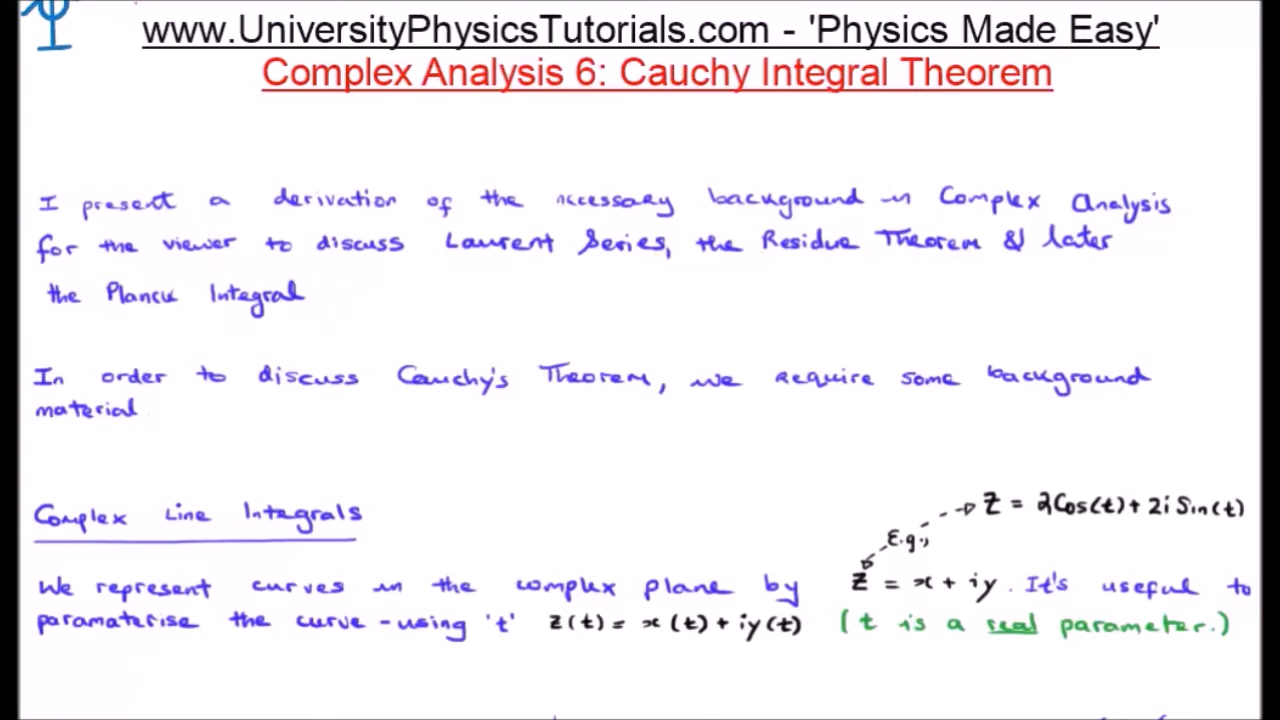 www.UniversityPhysicsTutorials.com - 'Physics Made Easy'
Complex Analysis 6: Cauchy Integral Theorem
I present a derivation of the necessary background in Complex Analysis
for the viewer to discuss Laurent Series, the Residue Theorem & later
the Planck Integral
In order to discuss Cauchy's Theorem, we require some background
material
Complex Line Integrals
Z = 2Cos(t) + 2i Sin(t)
E.g.,
We represent curves in the complex plane by Z = x + iy. It's useful to
paramaterise the curve - using 't' Z(t) = x(t) + iy(t) (t is a real parameter.)